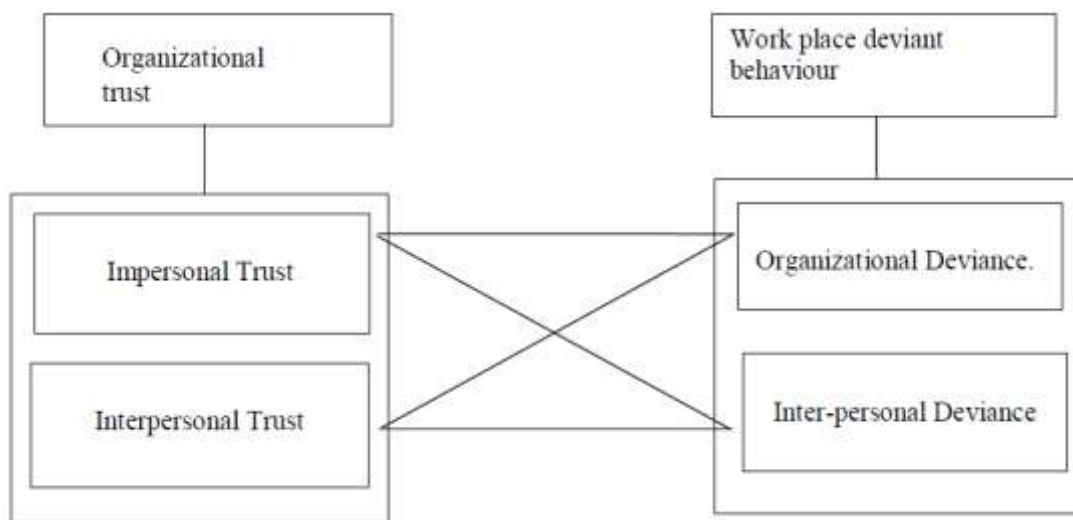 Organizational
trust
Work place deviant
behaviour
Impersonal Trust
Organizational Deviance.
Interpersonal Trust
Inter-personal Deviance